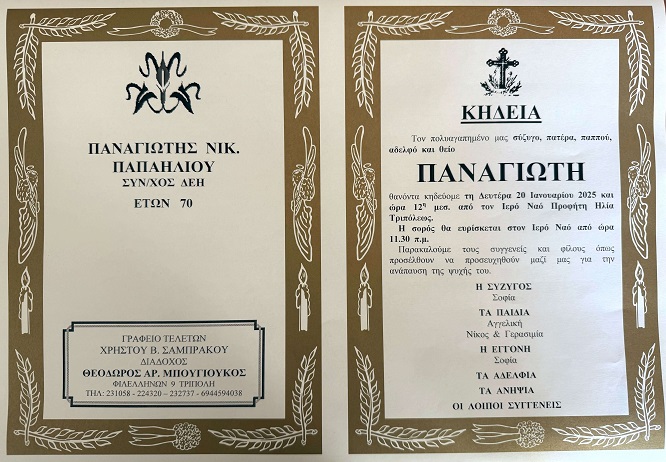 ΠΑΝΑΓΙΩΤΗΣ ΝΙΚ.
ΠΑΠΑΗΛΙΟΥ
ΣΥΝ/ΧΟΣ ΔΕΗ
ΕΤΩΝ 70
ΓΡΑΦΕΙΟ ΤΕΛΕΤΩΝ
ΧΡΗΣΤΟΥ Β. ΣΑΜΠΡΑΚΟΥ
ΔΙΑΔΟΧΟΣ
ΘΕΟΔΩΡΟΣ ΑΡ. ΜΠΟΥΓΙΟΥΚΟΣ
ΦΙΛΕΛΛΗΝΩΝ 9 ΤΡΙΠΟΛΗ
ΤΗΛ: 231058 - 224320 – 232737 - 6944594038
ΚΗΔΕΙΑ
Τον πολυαγαπημένο μας σύζυγο, πατέρα, παππού,
αδελφό και θείο
ΠΑΝΑΓΙΩΤΗ
θανόντα κηδεύομε τη Δευτέρα 20 Ιανουαρίου 2025 και
ώρα 12η μεσ. από τον Ιερό Ναό Προφήτη Ηλία
Τριπόλεως.
Η σορός θα ευρίσκεται στον Ιερό Ναό από ώρα
11.30 π.μ.
Παρακαλούμε τους συγγενείς και φίλους όπως
προσέλθουν να προσευχηθούν μαζί μας για την
ανάπαυση της ψυχής του.
Η ΣΥΖΥΓΟΣ
Σοφία
ΤΑ ΠΑΙΔΙΑ
Αγγελική
Νίκος & Γερασιμία
Η ΕΓΓΟΝΗ
Σοφία
ΤΑ ΑΔΕΛΦΙΑ
ΤΑ ΑΝΗΨΙΑ
ΟΙ ΛΟΙΠΟΙ ΣΥΓΓΕΝΕΙΣ